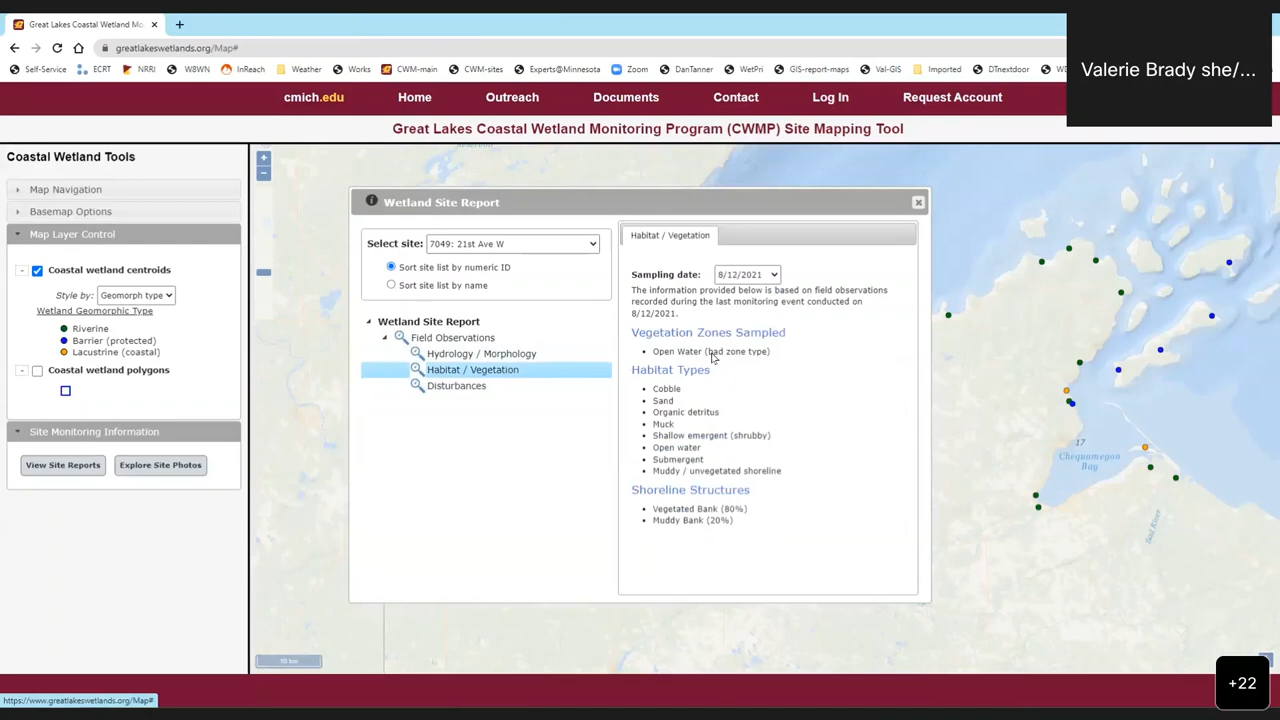 Great Lakes Coastal Wetland Mo
greatlakeswetlands.org/Map#
Self-Service ECRT NRRI W8WN InReach Weather Works CWM-main CWM-sites Experts@Minnesota Zoom DanTanner WetPri GIS-report-maps Val-GIS Imported DTnextdoor
Valerie Brady she/...
cmich.edu Home Outreach Documents Contact Log In Request Account
Great Lakes Coastal Wetland Monitoring Program (CWMP) Site Mapping Tool
Coastal Wetland Tools
Map Navigation
Basemap Options
Map Layer Control
Coastal wetland centroids
Style by: Geomorph type
Wetland Geomorphic Type
Riverine
Barrier (protected)
Lacustrine (coastal)
Coastal wetland polygons
Site Monitoring Information
View Site Reports Explore Site Photos
+
−
Wetland Site Report
Select site: 7049: 21st Ave W
Sort site list by numeric ID
Sort site list by name
Wetland Site Report
Field Observations
Hydrology / Morphology
Habitat / Vegetation
Disturbances
Habitat / Vegetation
Sampling date: 8/12/2021
The information provided below is based on field observations
recorded during the last monitoring event conducted on
8/12/2021.
Vegetation Zones Sampled
Open Water (bad zone type)
Habitat Types
Cobble
Sand
Organic detritus
Muck
Shallow emergent (shrubby)
Open water
Submergent
Muddy / unvegetated shoreline
Shoreline Structures
Vegetated Bank (80%)
Muddy Bank (20%)
17
Chequamegon
Bay
Bad River
10 km
https://www.greatlakeswetlands.org/Map#
+22